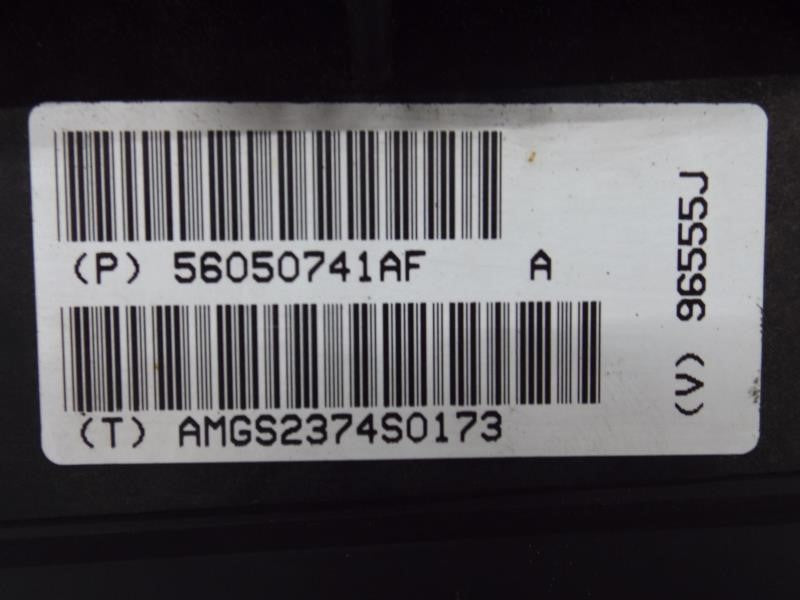 (P) 56050741AF A
(T) AMGS2374S0173
(V) 96555J